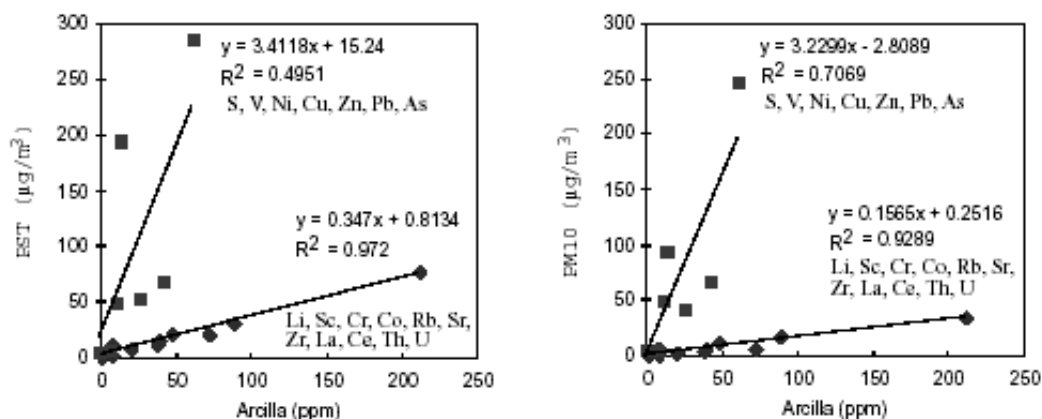 300
250
200
150
100
50
0
PST (µg/m³)
y = 3.4118x + 15.24
R² = 0.4951
S, V, Ni, Cu, Zn, Pb, As
y = 0.347x + 0.8134
R² = 0.972
Li, Sc, Cr, Co, Rb, Sr,
Zr, La, Ce, Th, U
0 50 100 150 200 250
Arcilla (ppm)
300
250
200
150
100
50
0
PM10 (µg/m³)
y = 3.2299x - 2.8089
R² = 0.7069
S, V, Ni, Cu, Zn, Pb, As
y = 0.1565x + 0.2516
R² = 0.9289
Li, Sc, Cr, Co, Rb, Sr,
Zr, La, Ce, Th, U
0 50 100 150 200 250
Arcilla (ppm)